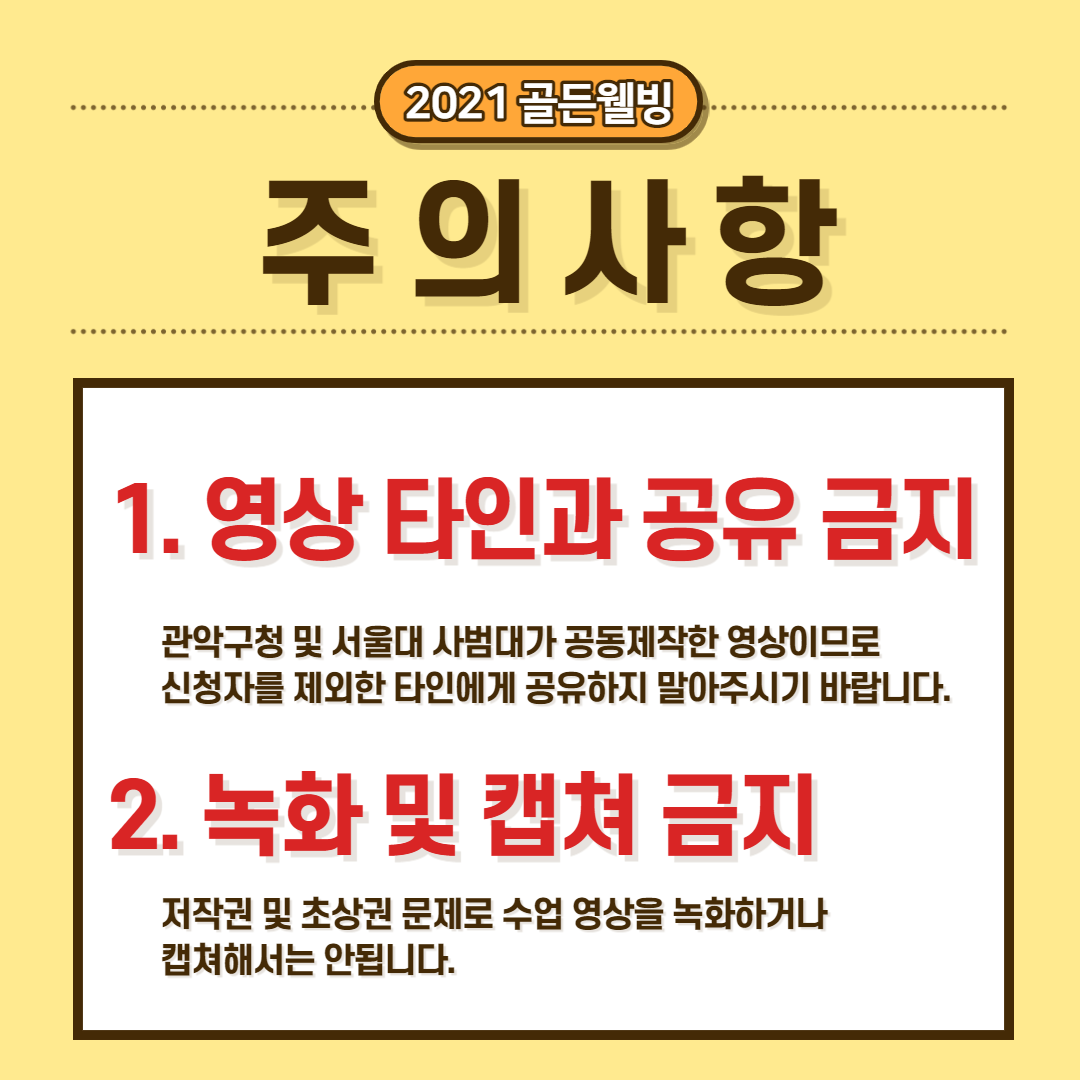 2021 골든웰빙
주의사항
1. 영상 타인과 공유 금지
관악구청 및 서울대 사범대가 공동제작한 영상이므로
신청자를 제외한 타인에게 공유하지 말아주시기 바랍니다.
2. 녹화 및 캡쳐 금지
저작권 및 초상권 문제로 수업 영상을 녹화하거나
캡쳐해서는 안됩니다.